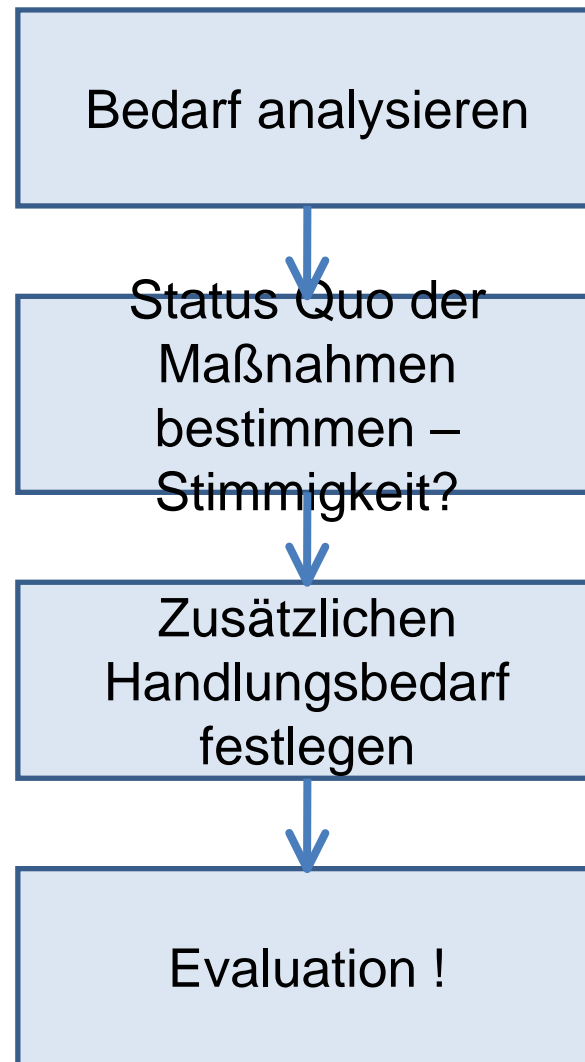 Bedarf analysieren
Status Quo der
Maßnahmen
bestimmen –
Stimmigkeit?
Zusätzlichen
Handlungsbedarf
festlegen
Evaluation !